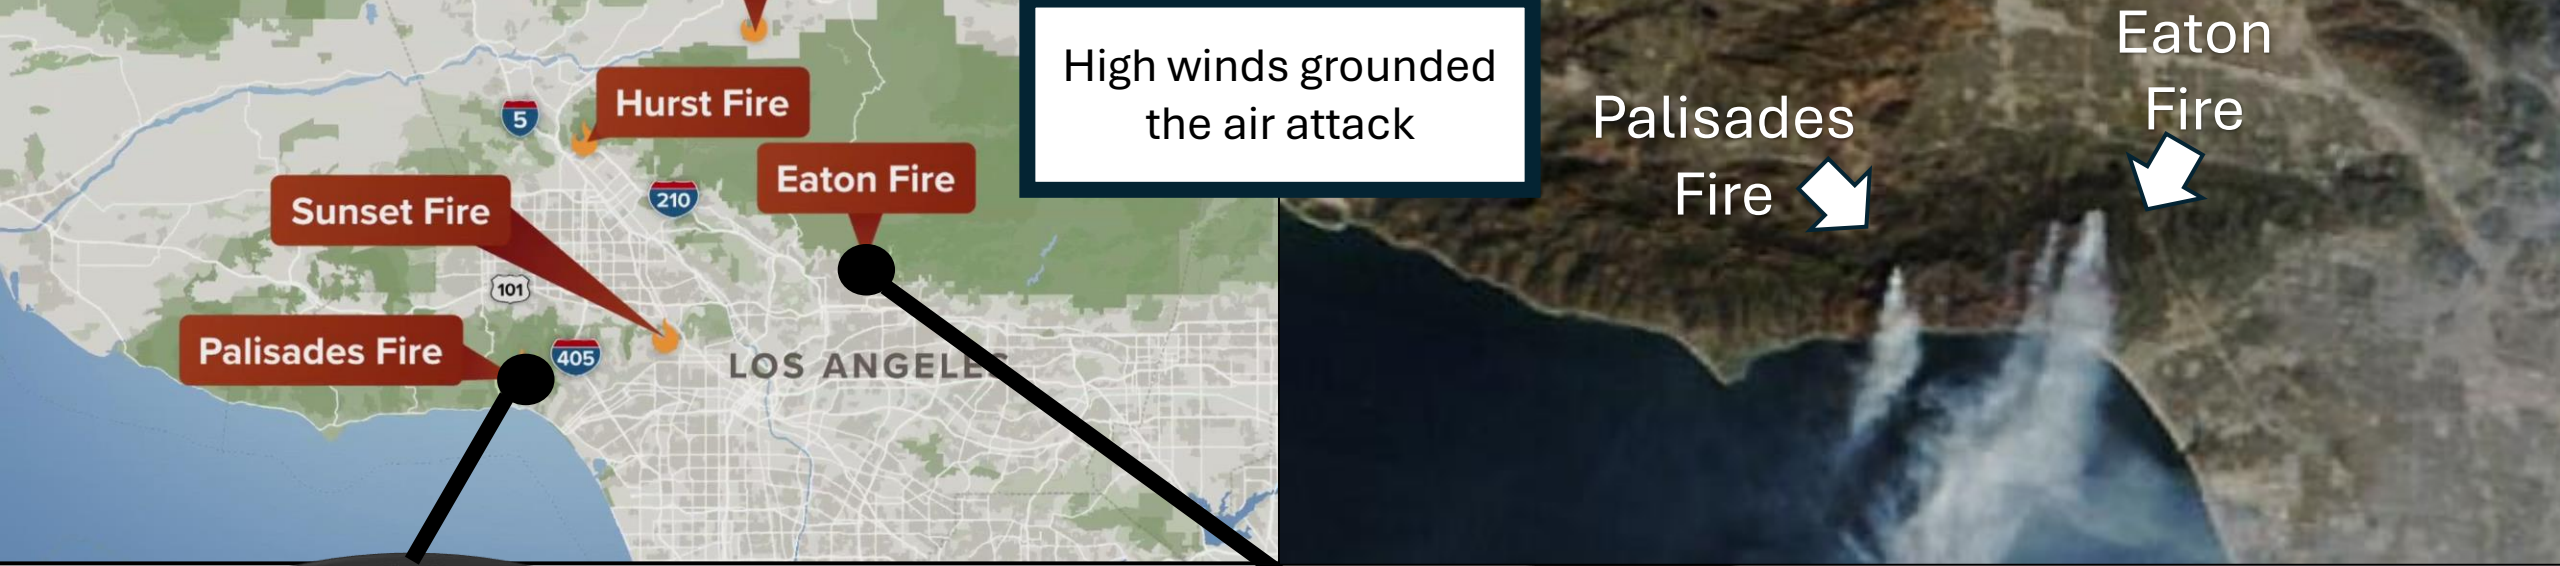 Hurst Fire
5
Eaton Fire
210
Sunset Fire
101
Palisades Fire
405
LOS ANGELES
High winds grounded
the air attack
Palisades
Fire
Eaton
Fire